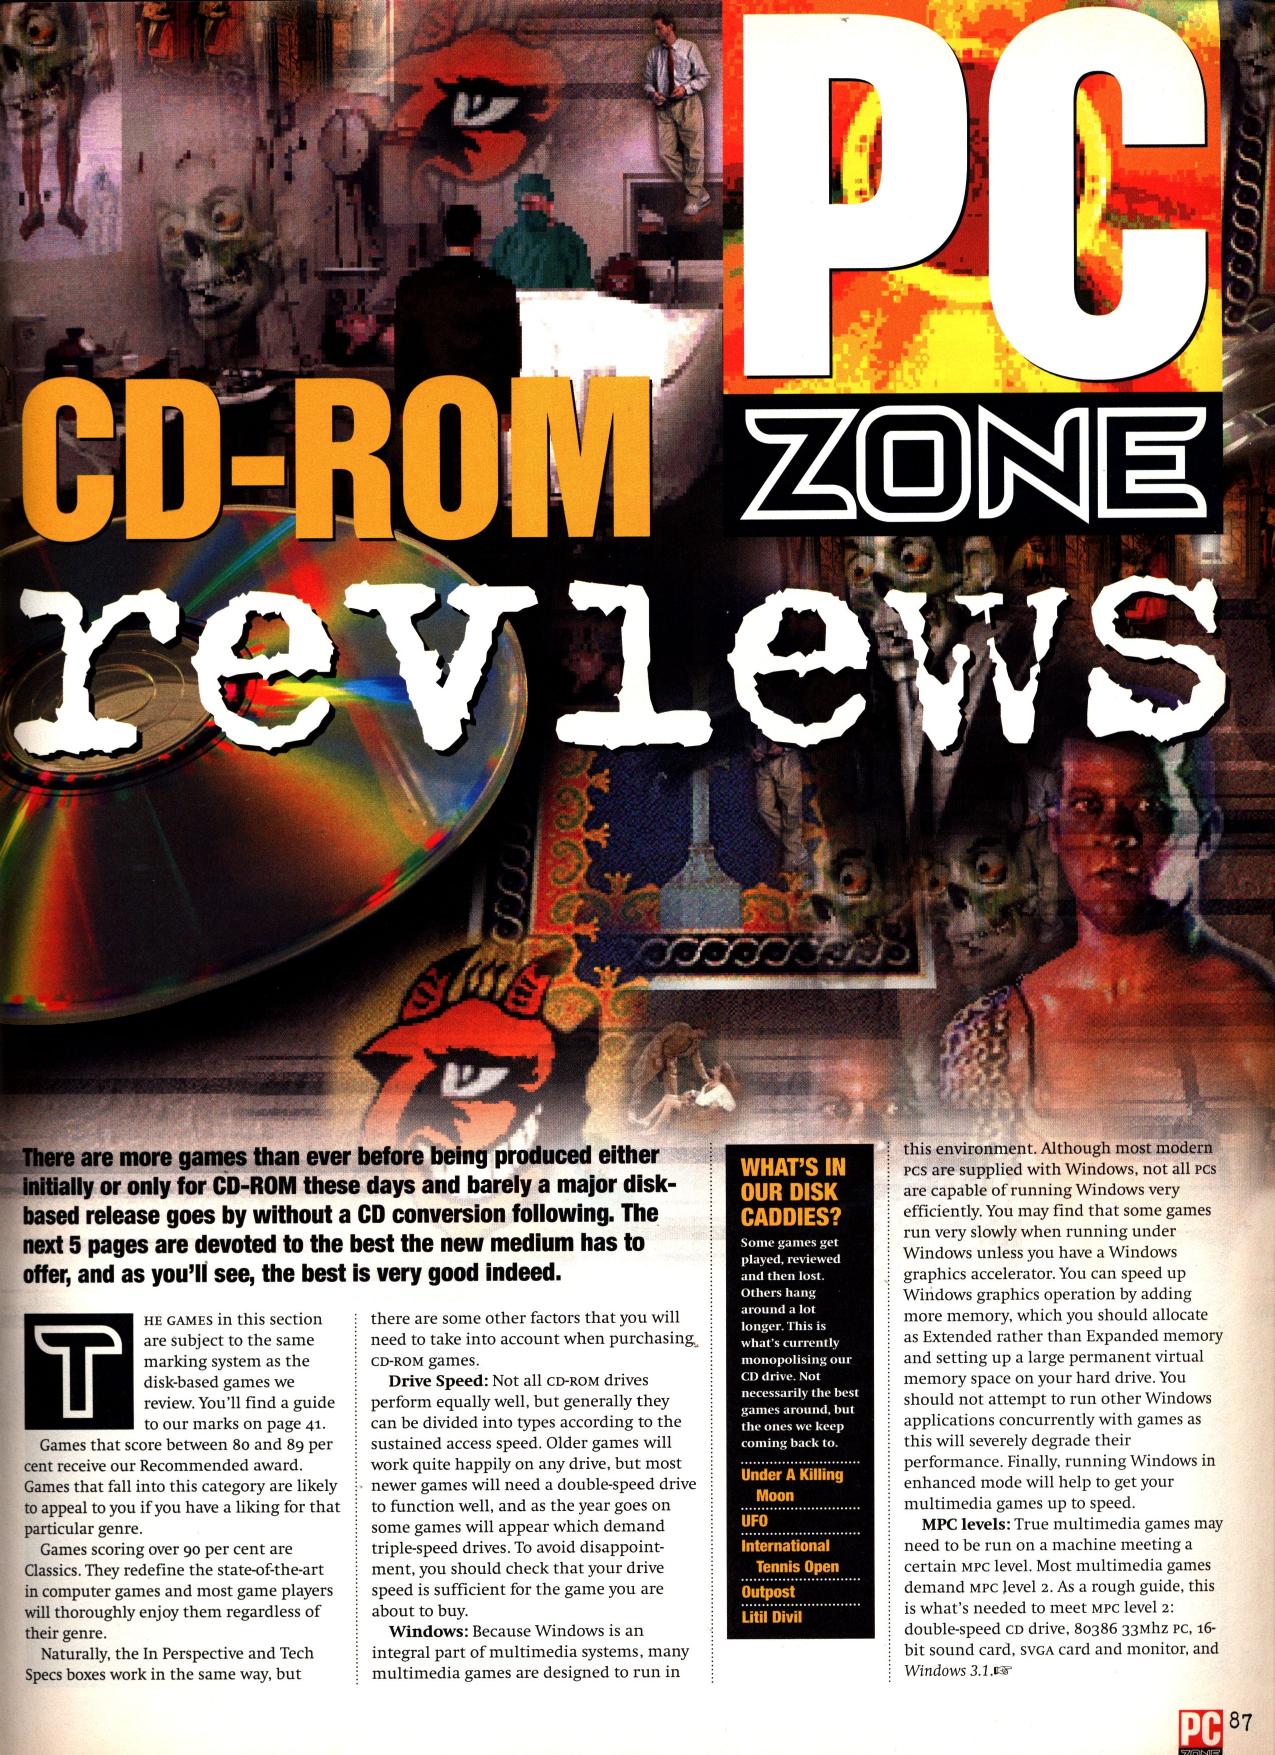 PC
ZONE
CD-ROM
reviews
There are more games than ever before being produced either
initially or only for CD-ROM these days and barely a major disk-
based release goes by without a CD conversion following. The
next 5 pages are devoted to the best the new medium has to
offer, and as you'll see, the best is very good indeed.
THE GAMES in this section
are subject to the same
marking system as the
disk-based games we
review. You'll find a guide
to our marks on page 41.
Games that score between 80 and 89 per
cent receive our Recommended award.
Games that fall into this category are likely
to appeal to you if you have a liking for that
particular genre.
Games scoring over 90 per cent are
Classics. They redefine the state-of-the-art
in computer games and most game players
will thoroughly enjoy them regardless of
their genre.
Naturally, the In Perspective and Tech
Specs boxes work in the same way, but
there are some other factors that you will
need to take into account when purchasing
CD-ROM games.
Drive Speed: Not all CD-ROM drives
perform equally well, but generally they
can be divided into types according to the
sustained access speed. Older games will
work quite happily on any drive, but most
newer games will need a double-speed drive
to function well, and as the year goes on
some games will appear which demand
triple-speed drives. To avoid disappoint-
ment, you should check that your drive
speed is sufficient for the game you are
about to buy.
Windows: Because Windows is an
integral part of multimedia systems, many
multimedia games are designed to run in
WHAT'S IN
OUR DISK
CADDIES?
Some games get
played, reviewed
and then lost.
Others hang
around a lot
longer. This is
what's currently
monopolising our
CD drive. Not
necessarily the best
games around, but
the ones we keep
coming back to.
Under A Killing
Moon
UFO
International
Tennis Open
Outpost
Litil Divil
this environment. Although most modern
PCs are supplied with Windows, not all PCs
are capable of running Windows very
efficiently. You may find that some games
run very slowly when running under
Windows unless you have a Windows
graphics accelerator. You can speed up
Windows graphics operation by adding
more memory, which you should allocate
as Extended rather than Expanded memory
and setting up a large permanent virtual
memory space on your hard drive. You
should not attempt to run other Windows
applications concurrently with games as
this will severely degrade their
performance. Finally, running Windows in
enhanced mode will help to get your
multimedia games up to speed.
MPC levels: True multimedia games may
need to be run on a machine meeting a
certain MPC level. Most multimedia games
demand MPC level 2. As a rough guide, this
is what's needed to meet MPC level 2:
double-speed CD drive, 80386 33Mhz PC, 16-
bit sound card, SVGA card and monitor, and
Windows 3.1.☞
PC
ZONE
87